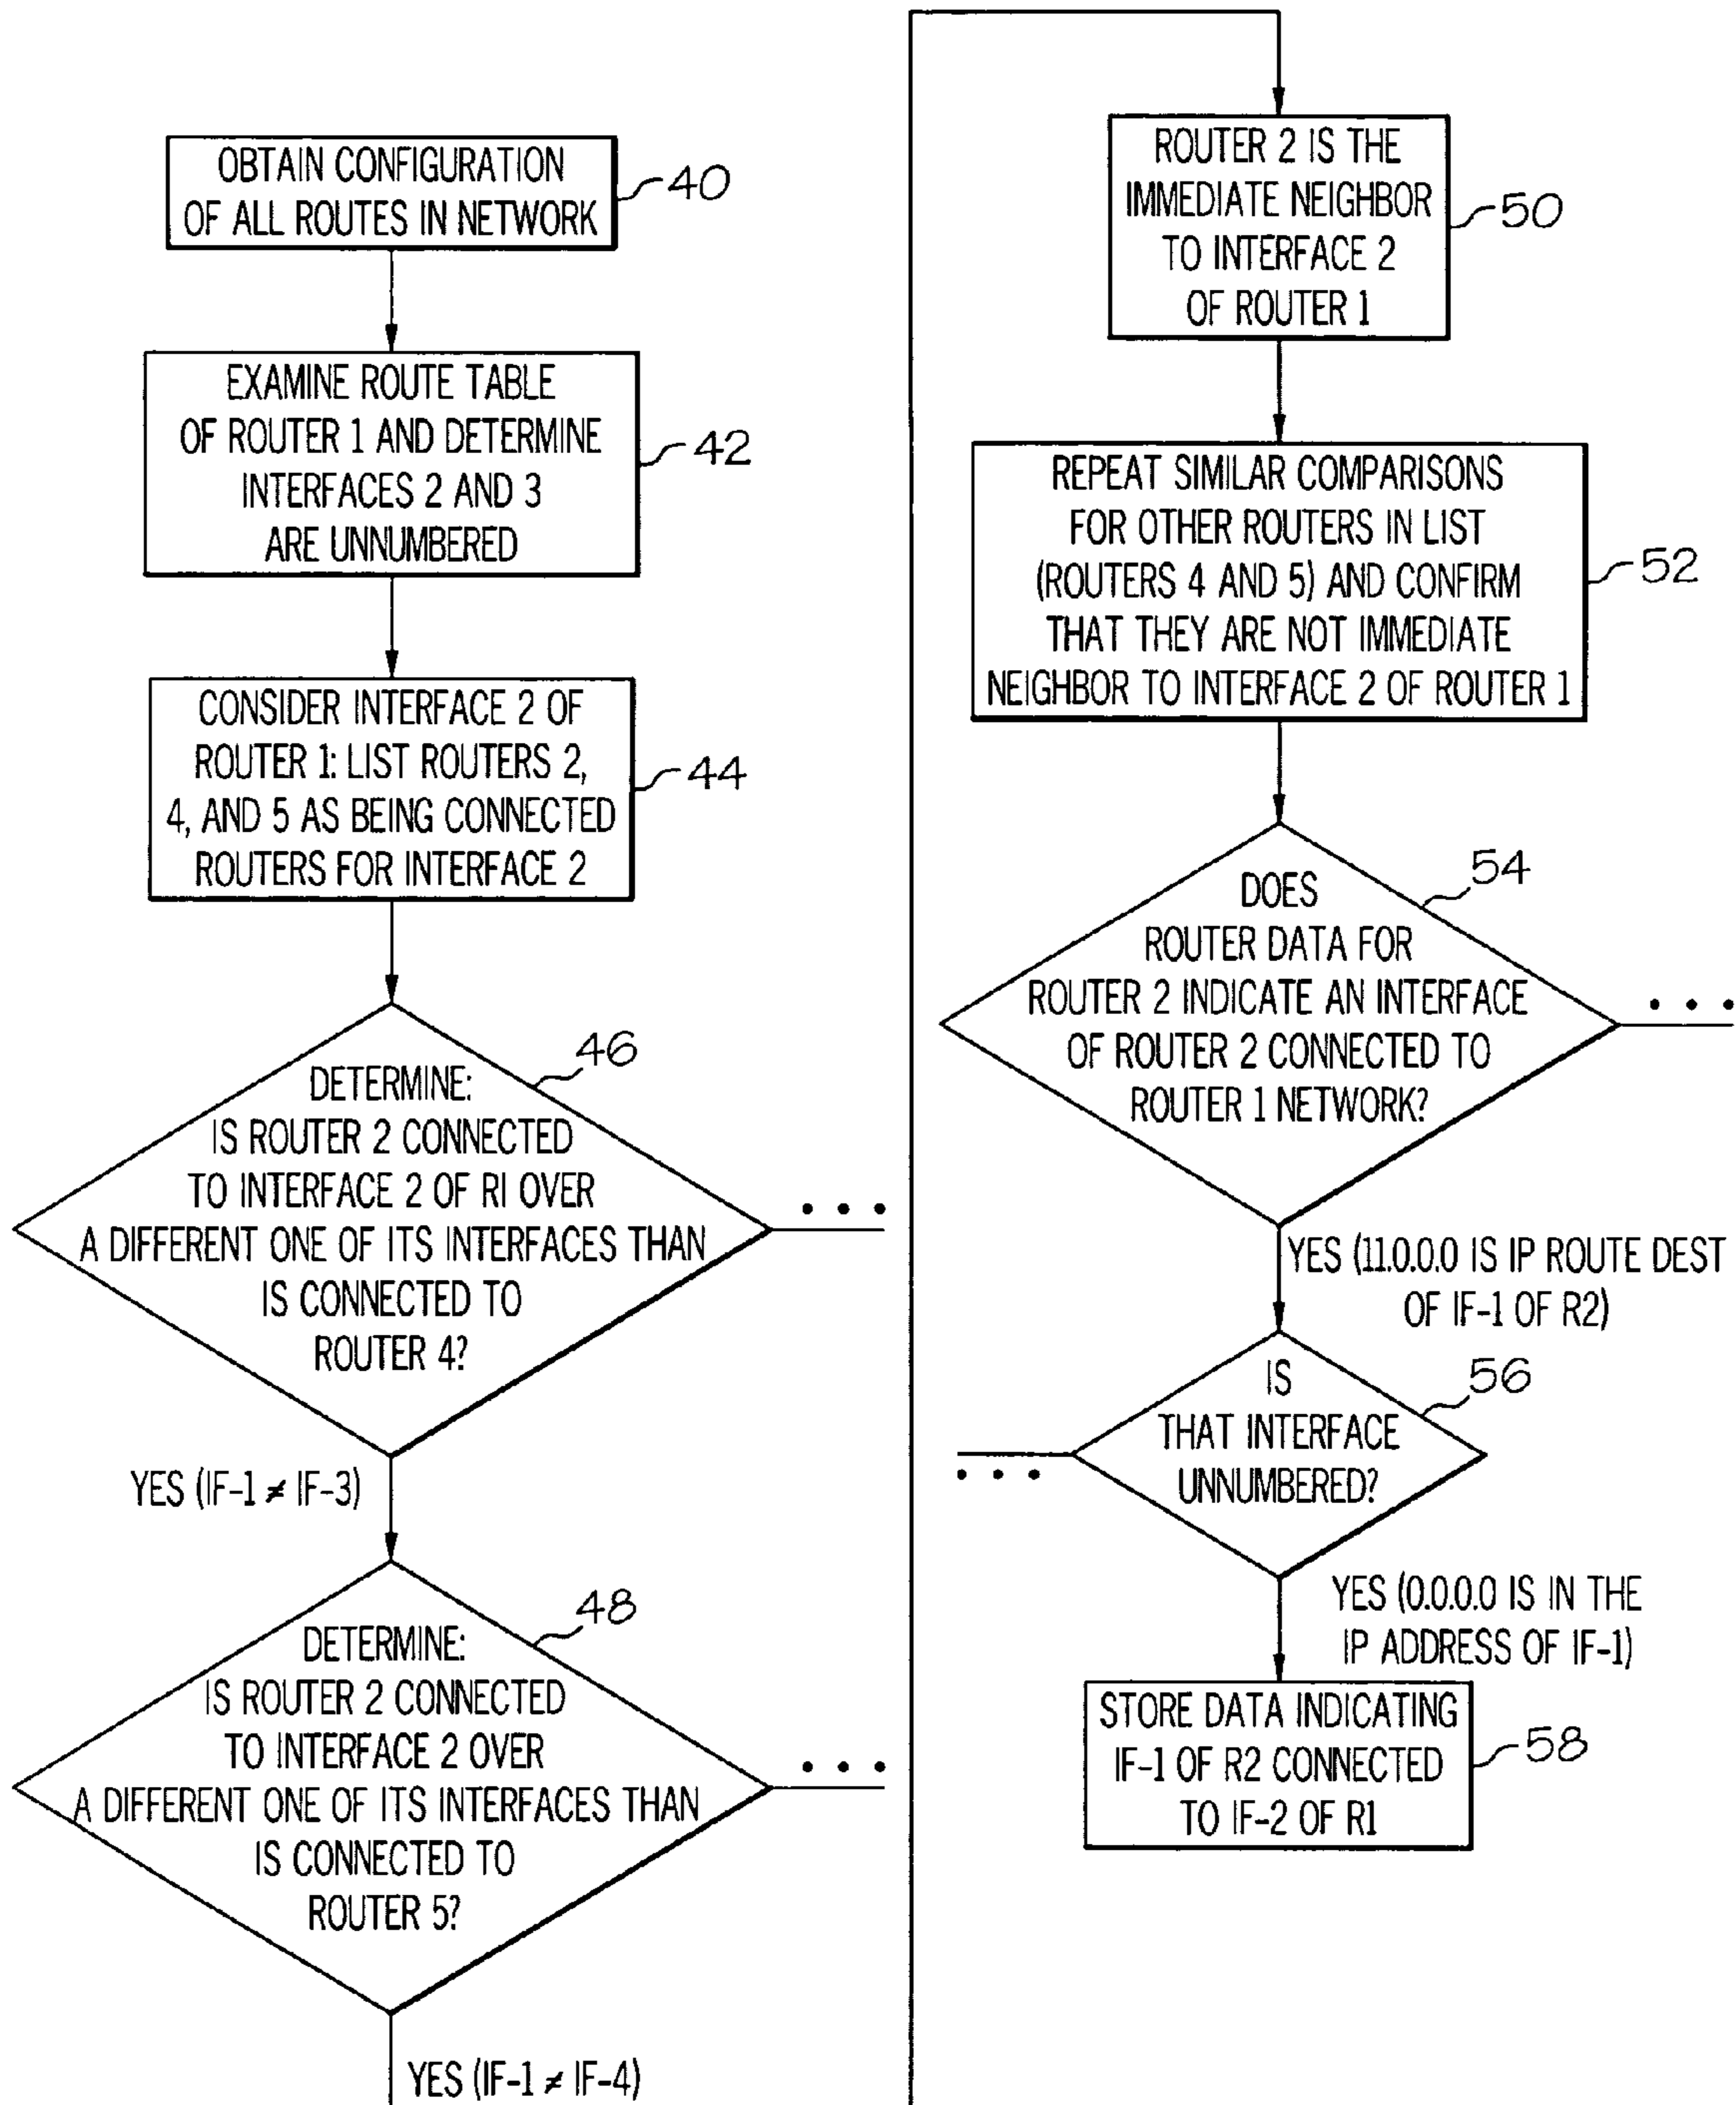 OBTAIN CONFIGURATION
OF ALL ROUTES IN NETWORK
40
EXAMINE ROUTE TABLE
OF ROUTER 1 AND DETERMINE
INTERFACES 2 AND 3
ARE UNNUMBERED
42
CONSIDER INTERFACE 2 OF
ROUTER 1: LIST ROUTERS 2,
4, AND 5 AS BEING CONNECTED
ROUTERS FOR INTERFACE 2
44
DETERMINE:
IS ROUTER 2 CONNECTED
TO INTERFACE 2 OF RI OVER
A DIFFERENT ONE OF ITS INTERFACES THAN
IS CONNECTED TO
ROUTER 4?
46
• • •
YES (IF-1 ≠ IF-3)
DETERMINE:
IS ROUTER 2 CONNECTED
TO INTERFACE 2 OVER
A DIFFERENT ONE OF ITS INTERFACES THAN
IS CONNECTED TO
ROUTER 5?
48
• • •
YES (IF-1 ≠ IF-4)
ROUTER 2 IS THE
IMMEDIATE NEIGHBOR
TO INTERFACE 2
OF ROUTER 1
50
REPEAT SIMILAR COMPARISONS
FOR OTHER ROUTERS IN LIST
(ROUTERS 4 AND 5) AND CONFIRM
THAT THEY ARE NOT IMMEDIATE
NEIGHBOR TO INTERFACE 2 OF ROUTER 1
52
DOES
ROUTER DATA FOR
ROUTER 2 INDICATE AN INTERFACE
OF ROUTER 2 CONNECTED TO
ROUTER 1 NETWORK?
54
• • •
YES (11.0.0.0 IS IP ROUTE DEST
OF IF-1 OF R2)
IS
THAT INTERFACE
UNNUMBERED?
56
• • •
YES (0.0.0.0 IS IN THE
IP ADDRESS OF IF-1)
STORE DATA INDICATING
IF-1 OF R2 CONNECTED
TO IF-2 OF R1
58